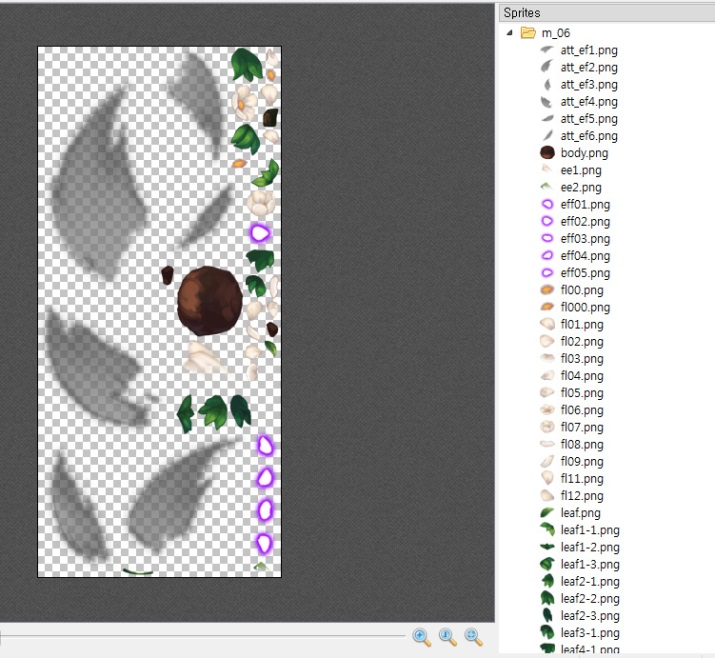 Sprites
m_06
att_ef1.png
att_ef2.png
att_ef3.png
att_ef4.png
att_ef5.png
att_ef6.png
body.png
ee1.png
ee2.png
eff01.png
eff02.png
eff03.png
eff04.png
eff05.png
fl00.png
fl000.png
fl01.png
fl02.png
fl03.png
fl04.png
fl05.png
fl06.png
fl07.png
fl08.png
fl09.png
fl11.png
fl12.png
leaf.png
leaf1-1.png
leaf1-2.png
leaf1-3.png
leaf2-1.png
leaf2-2.png
leaf2-3.png
leaf3-1.png
leaf4-1.png